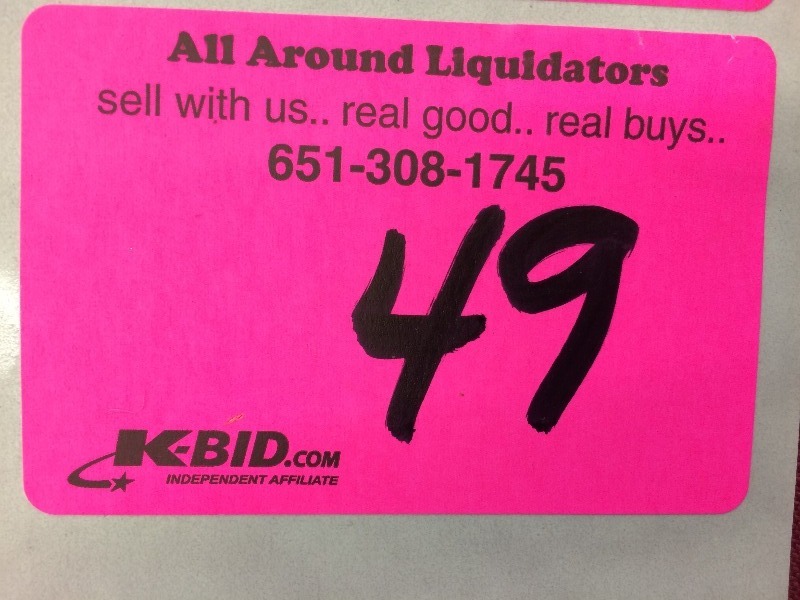 All Around Liquidators
sell with us.. real good.. real buys..
651-308-1745
49
K-BID.COM
INDEPENDENT AFFILIATE